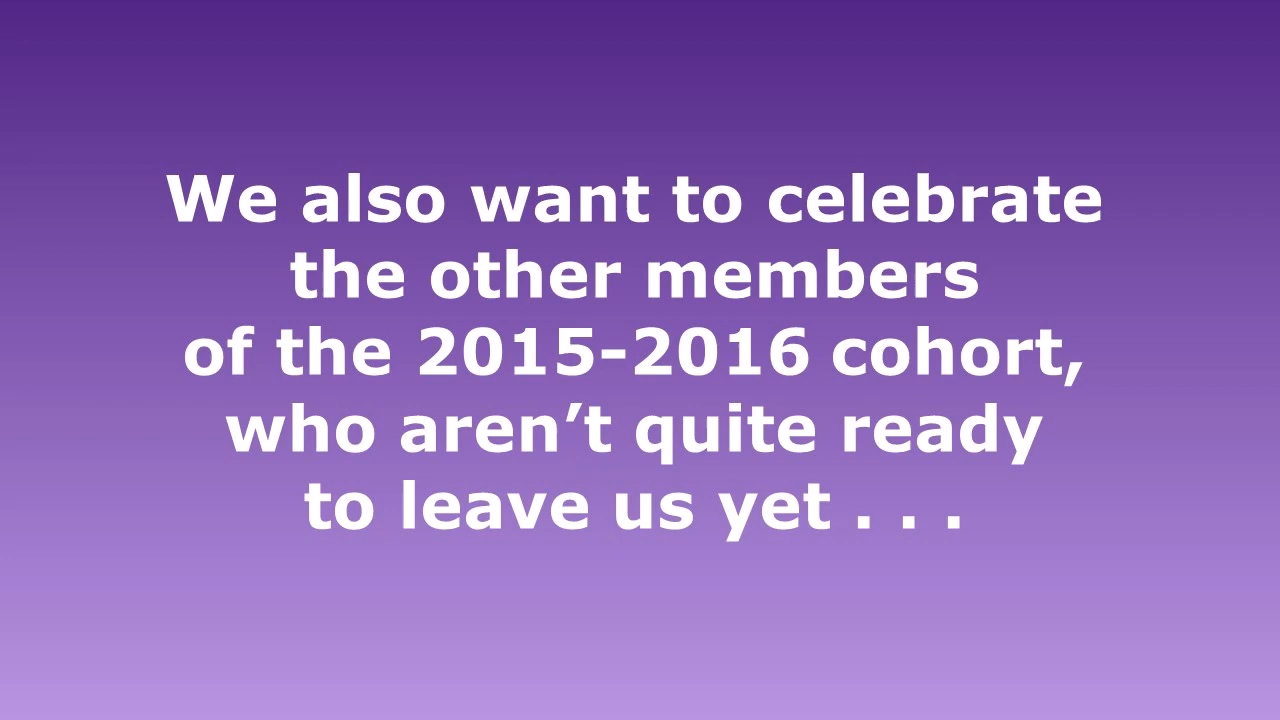 We also want to celebrate
the other members
of the 2015-2016 cohort,
who aren’t quite ready
to leave us yet . . .